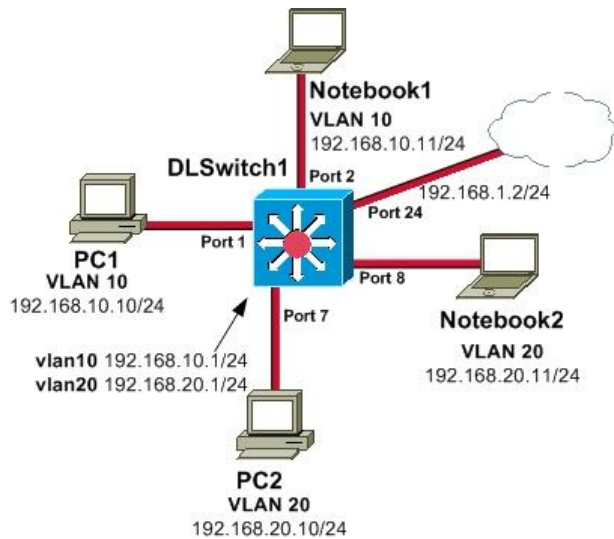 Notebook1
VLAN 10
192.168.10.11/24
DLSwitch1
Port 2
192.168.1.2/24
Port 24
Port 1
PC1
VLAN 10
192.168.10.10/24
Port 8
Notebook2
VLAN 20
192.168.20.11/24
Port 7
vlan10 192.168.10.1/24
vlan20 192.168.20.1/24
PC2
VLAN 20
192.168.20.10/24